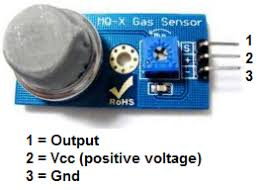 MQ-X Gas Sensor
S
+
-
1
2
3
RoHS
1 = Output
2 = Vcc (positive voltage)
3 = Gnd